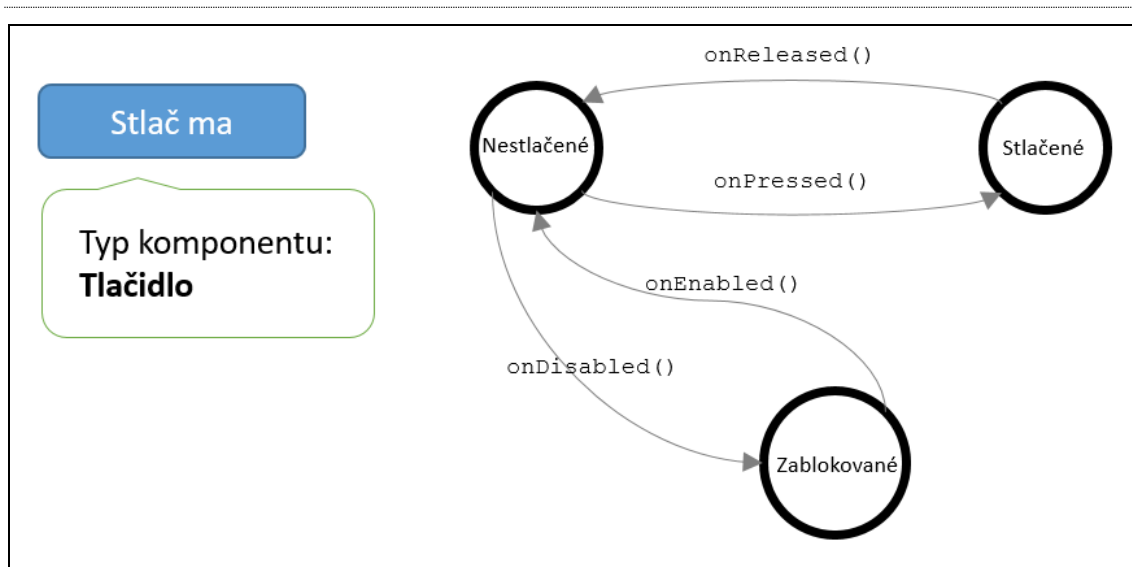 Stlač ma
Typ komponentu:
Tlačidlo
onReleased()
Nestlačené
Stlačené
onPressed()
onEnabled()
onDisabled()
Zablokované